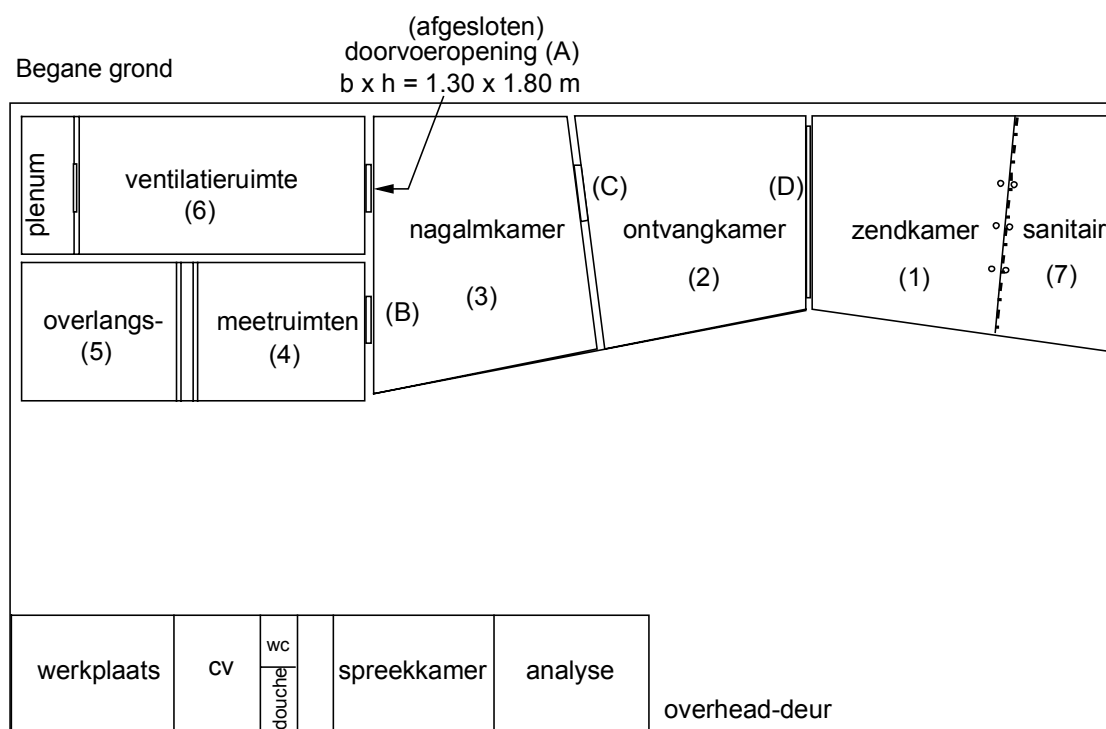 (afgesloten)
doorvoeropening (A)
b x h = 1.30 x 1.80 m
Begane grond
plenum
ventilatieruimte
(6)
nagalmkamer
(3)
(C)
ontvangkamer
(2)
(D)
zendkamer
(1)
sanitair
(7)
overlangs-
(5)
meetruimten
(4)
(B)
werkplaats
cv
wc
douche
spreekkamer
analyse
overhead-deur